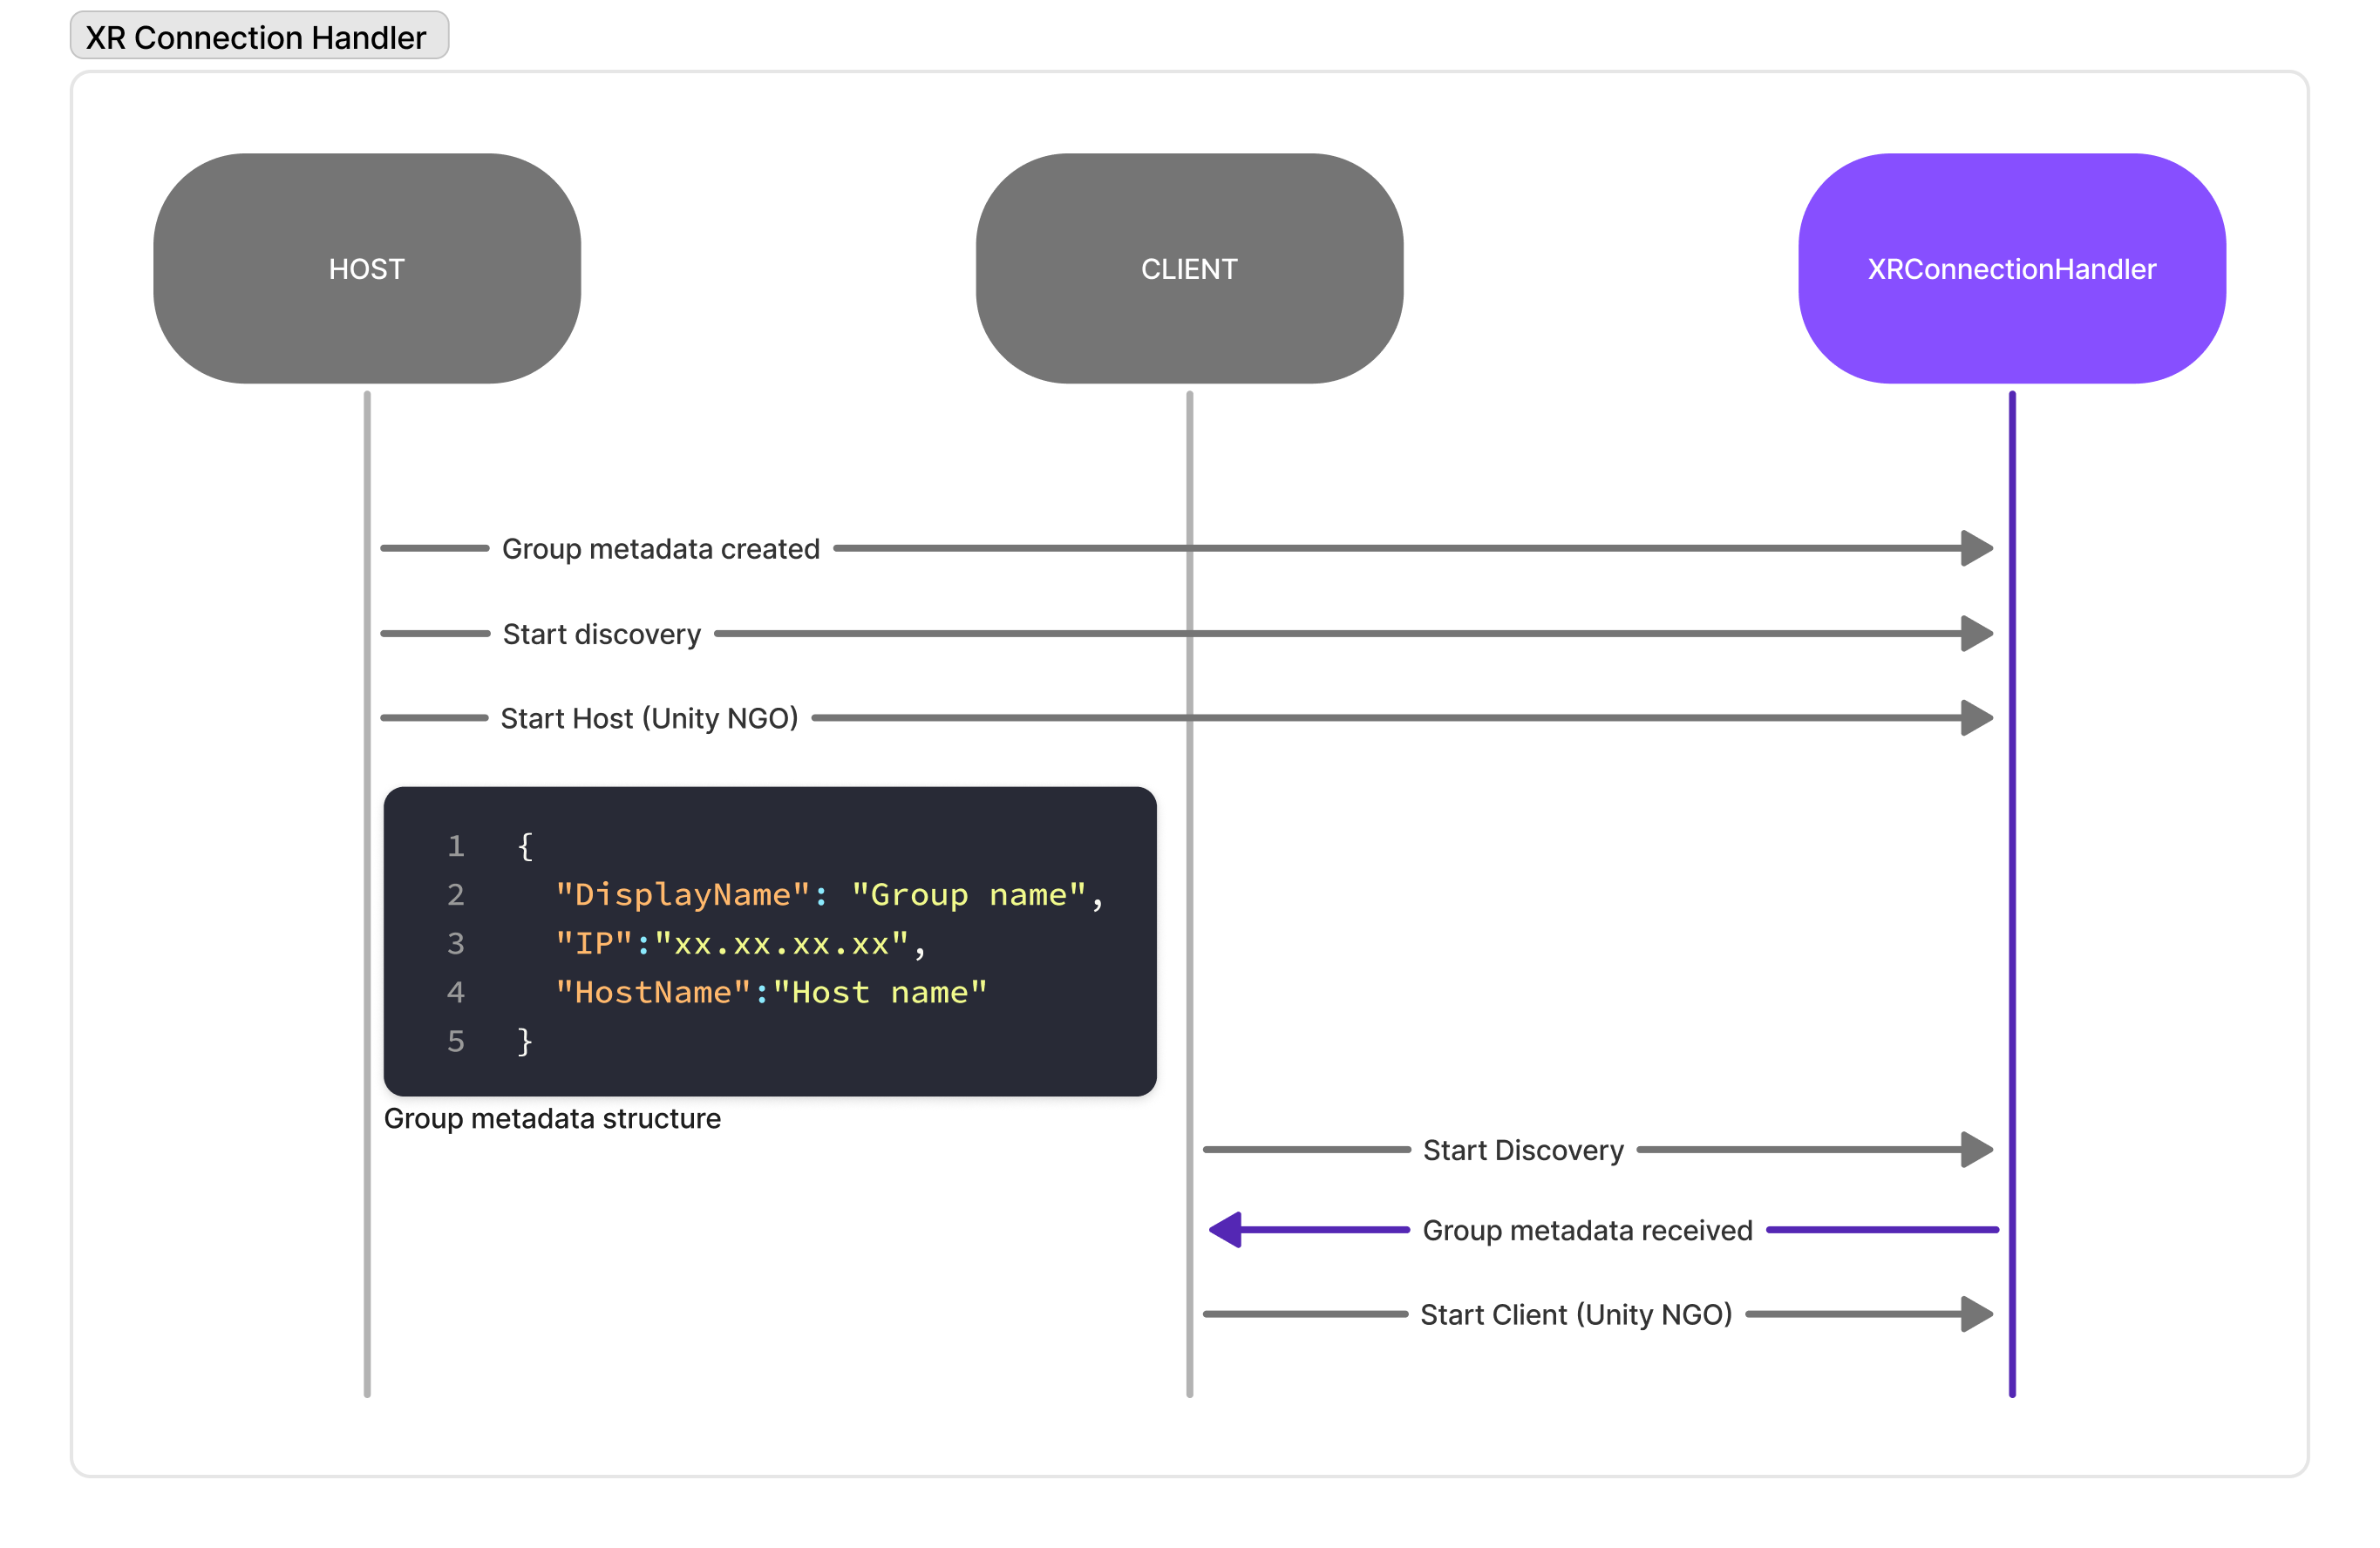 XR Connection Handler
HOST
CLIENT
XRConnectionHandler
Group metadata created
Start discovery
Start Host (Unity NGO)
1 {
2 "DisplayName": "Group name",
3 "IP":"xx.xx.xx.xx",
4 "HostName":"Host name"
5 }
Group metadata structure
Start Discovery
Group metadata received
Start Client (Unity NGO)